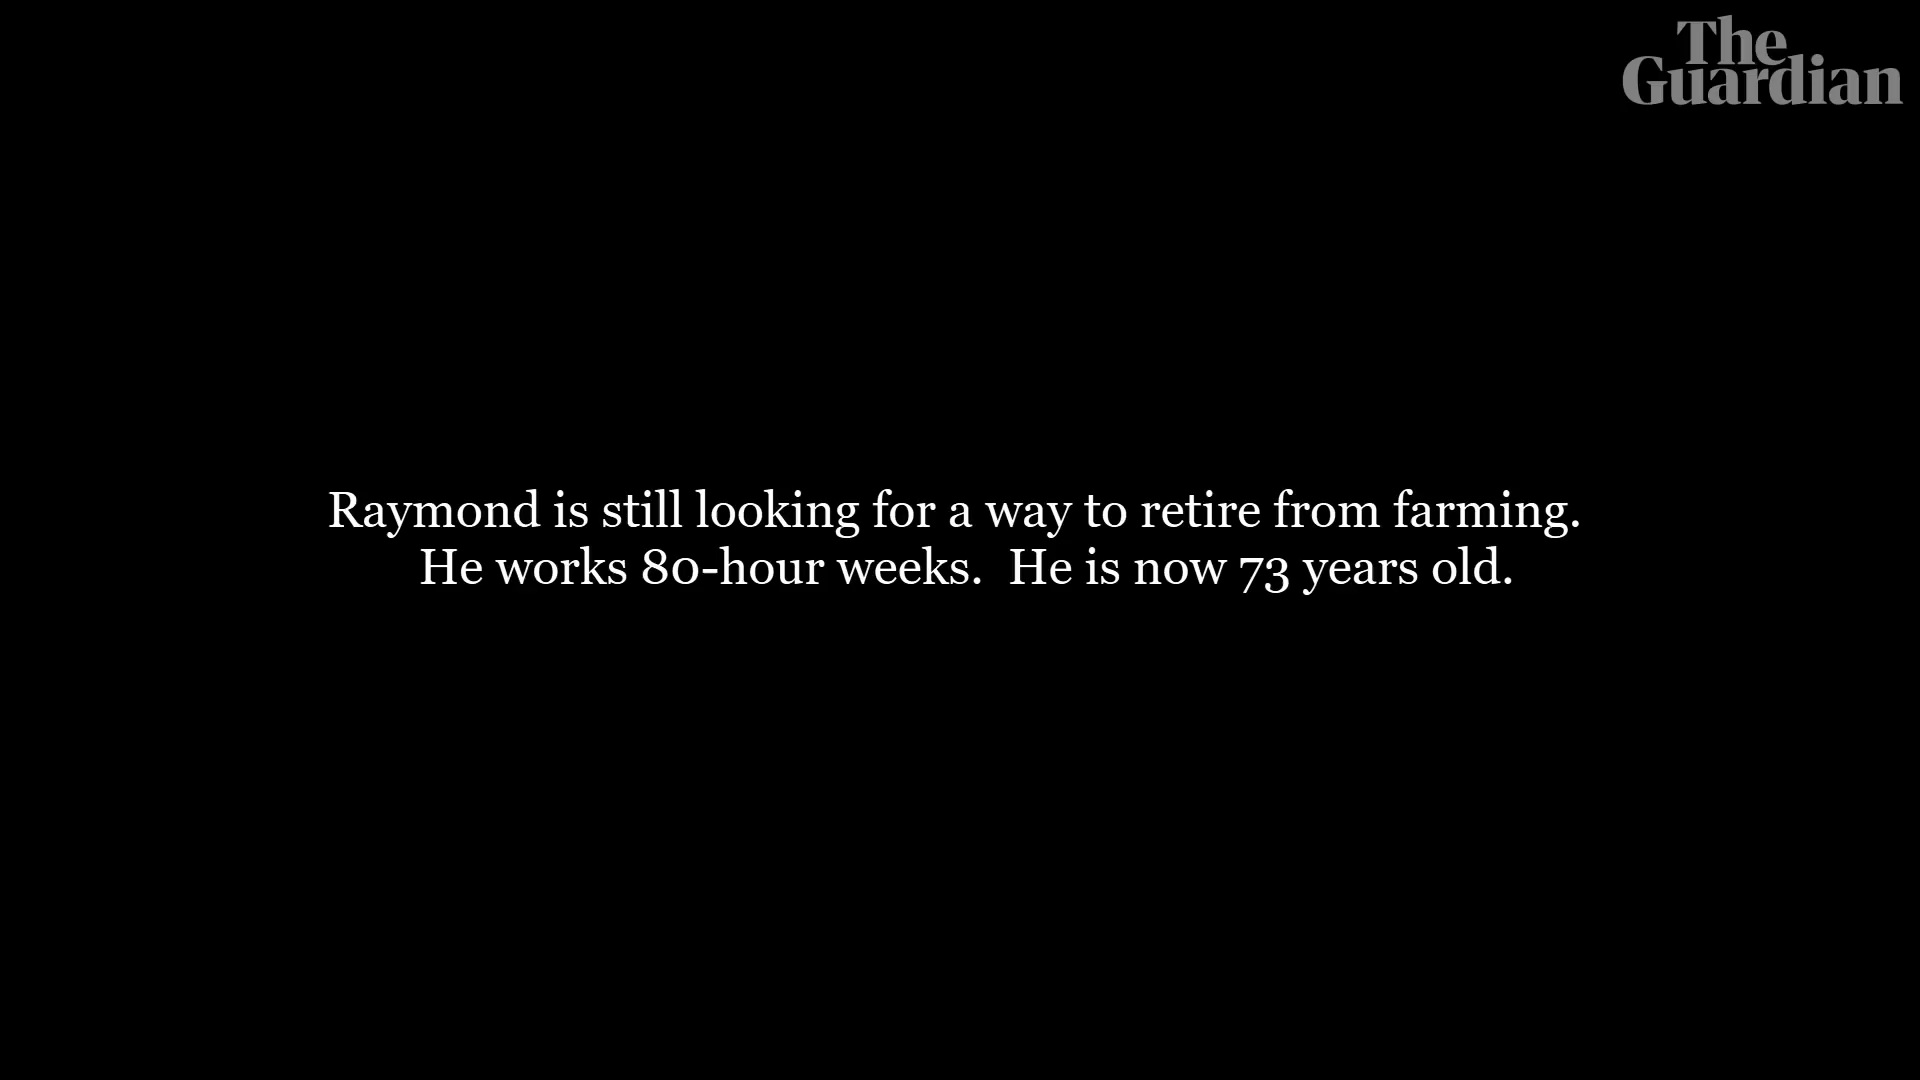 The
Guardian
Raymond is still looking for a way to retire from farming.
He works 80-hour weeks.  He is now 73 years old.